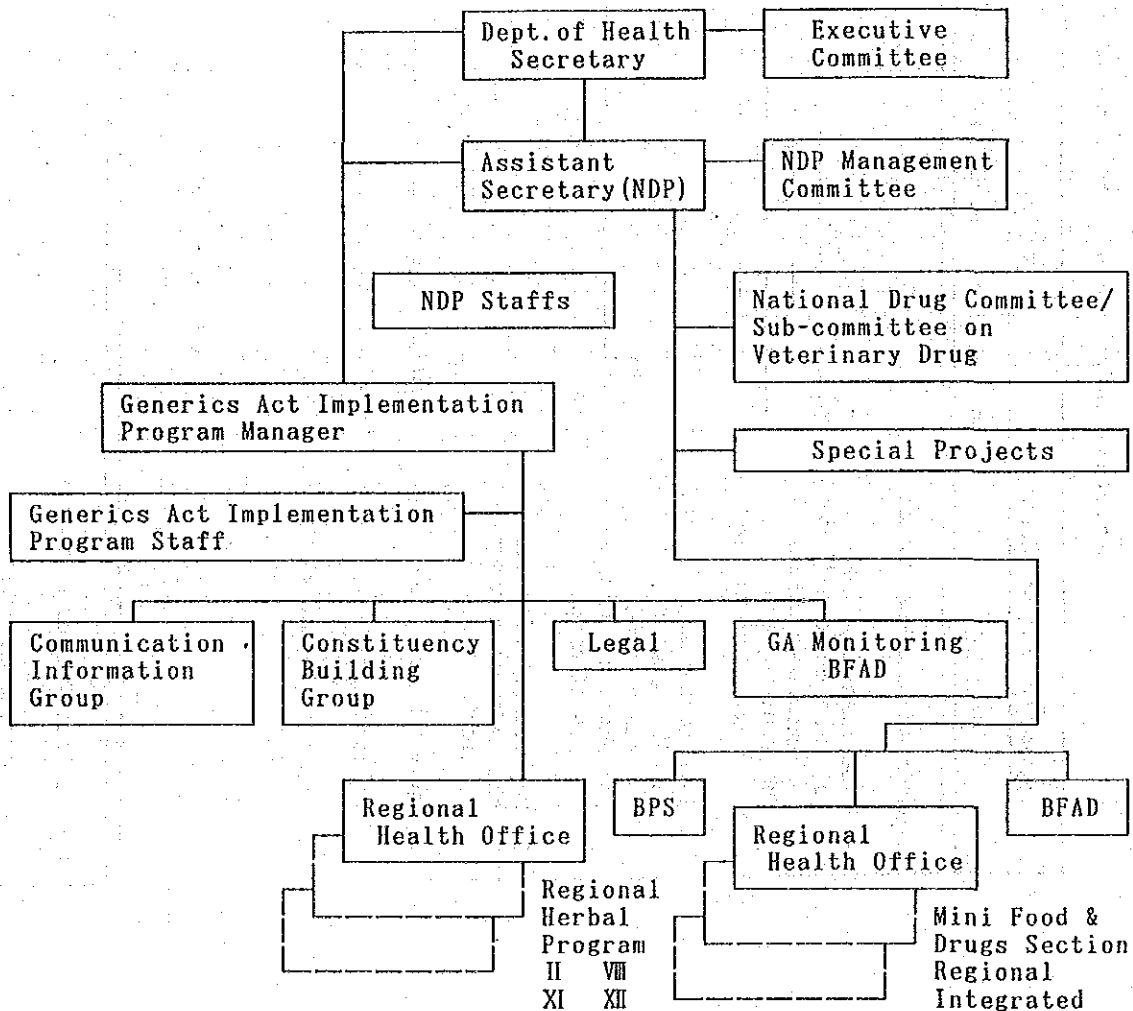 Dept. of Health
Secretary
Executive
Committee
Assistant
Secretary(NDP)
NDP Management
Committee
NDP Staffs
National Drug Committee/
Sub-committee on
Veterinary Drug
Generics Act Implementation
Program Manager
Special Projects
Generics Act Implementation
Program Staff
Communication
Information
Group
Constituency
Building
Group
Legal
GA Monitoring
BFAD
Regional
Health Office
BPS
Regional
Health Office
BFAD
Regional
Herbal
Program
II VIII
XI XII
Mini Food &
Drugs Section
Regional
Integrated